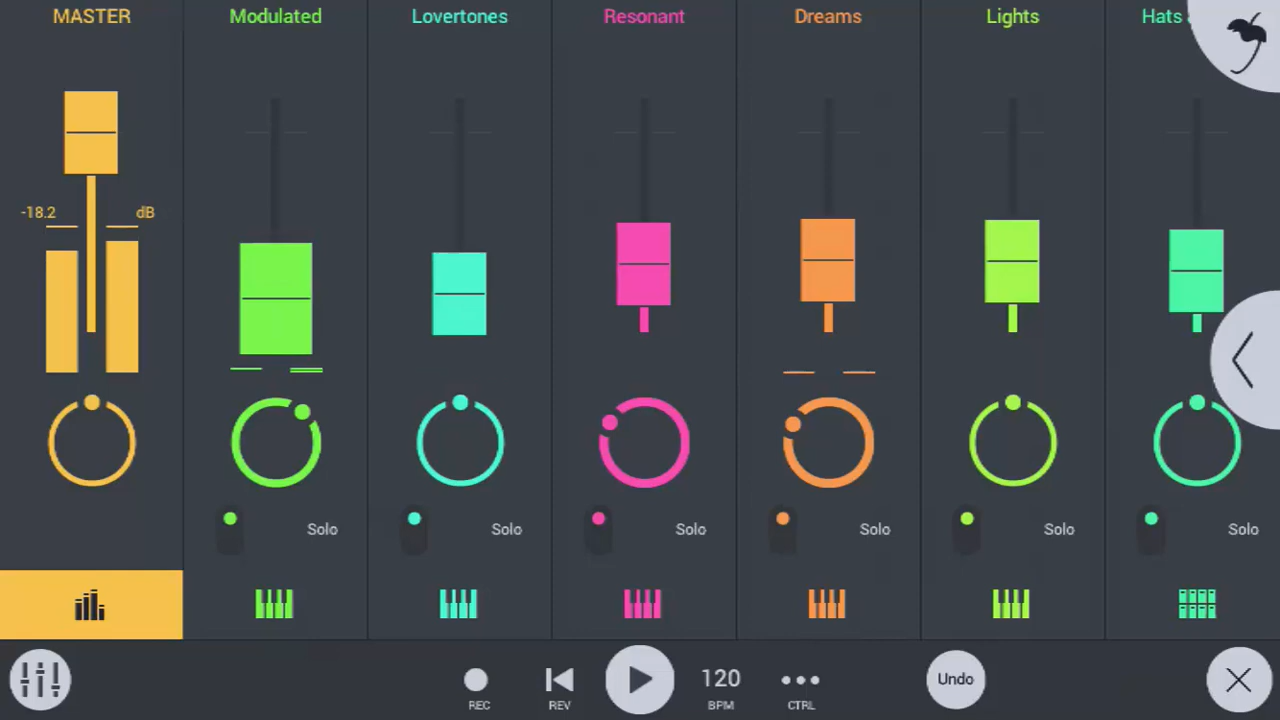 MASTER Modulated Lovertones Resonant Dreams Lights Hats
-18.2 dB
Solo Solo Solo Solo Solo Solo
120 Undo
REC REV BPM CTRL